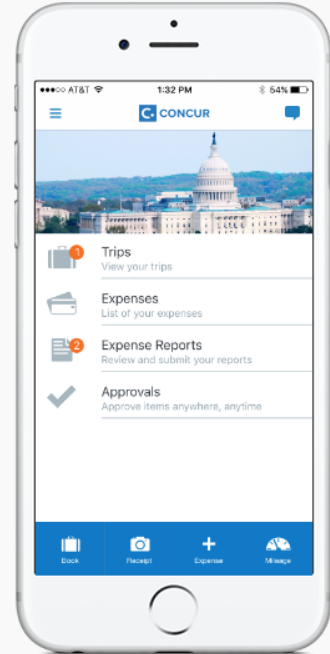 AT&T 1:32 PM 54%
CONCUR
1
Trips
View your trips
Expenses
List of your expenses
2
Expense Reports
Review and submit your reports
Approvals
Approve items anywhere, anytime
Book Receipt Expense Mileage